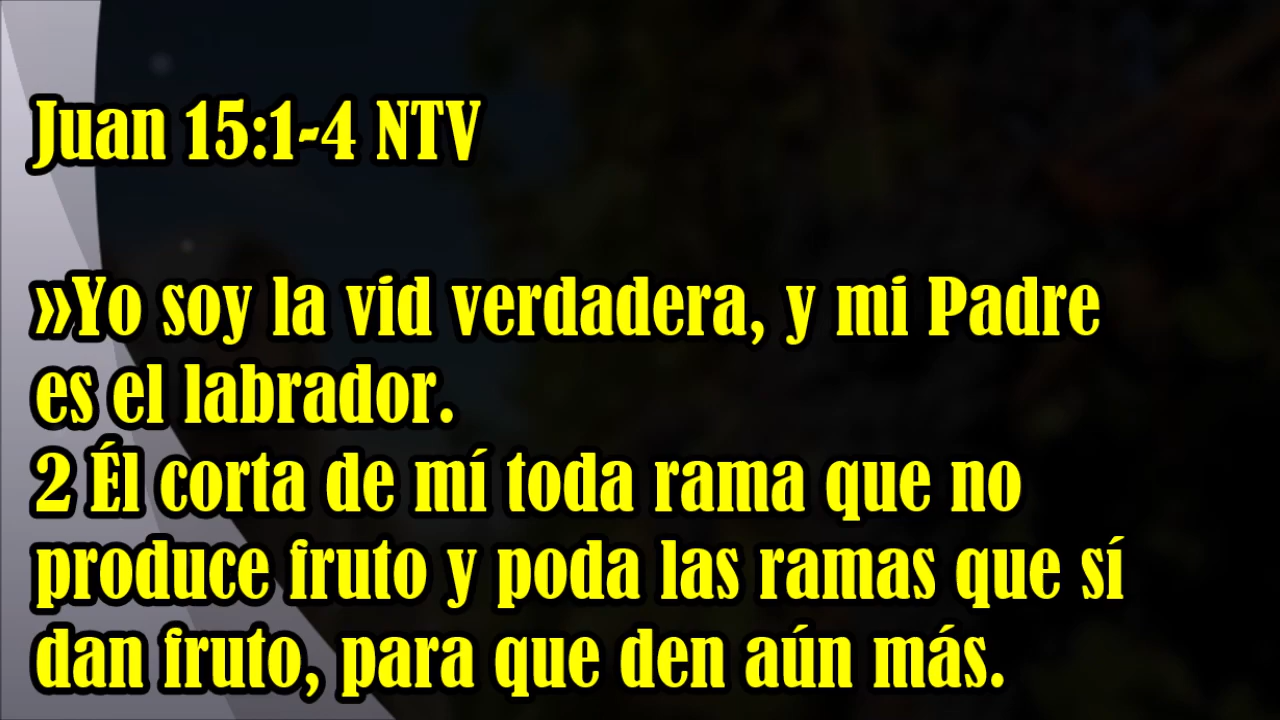 Juan 15:1-4 NTV
»Yo soy la vid verdadera, y mi Padre
es el labrador.
2 Él corta de mí toda rama que no
produce fruto y poda las ramas que sí
dan fruto, para que den aún más.